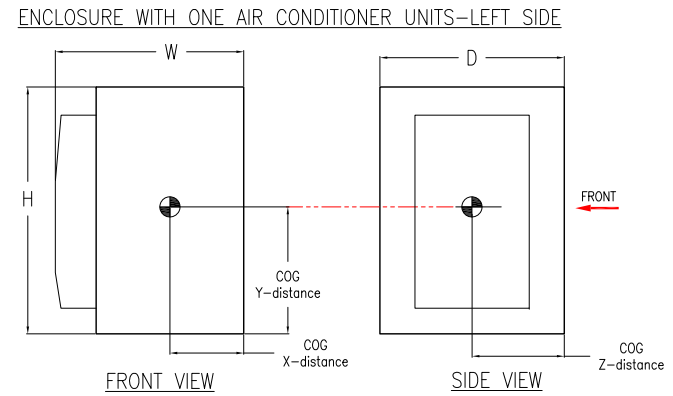 ENCLOSURE WITH ONE AIR CONDITIONER UNITS-LEFT SIDE
W
D
H
FRONT
COG
Y-distance
COG
X-distance
COG
Z-distance
FRONT VIEW
SIDE VIEW